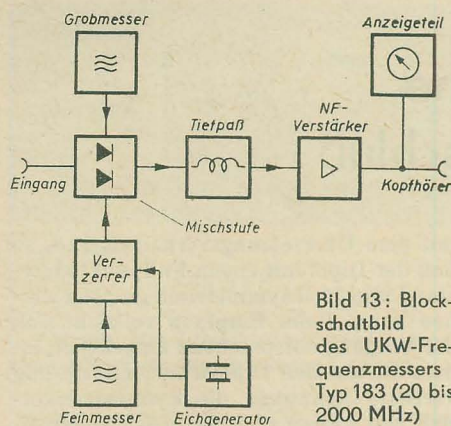 Grobmesser
Anzeigeteil
NF-
Verstärker
Tiefpaß
Eingang
Kopfhörer
Mischstufe
Ver-
zerrer
Feinmesser
Eichgenerator
Bild 13: Block-
schaltbild
des UKW-Fre-
quenzmessers
Typ 183 (20 bis
2000 MHz)